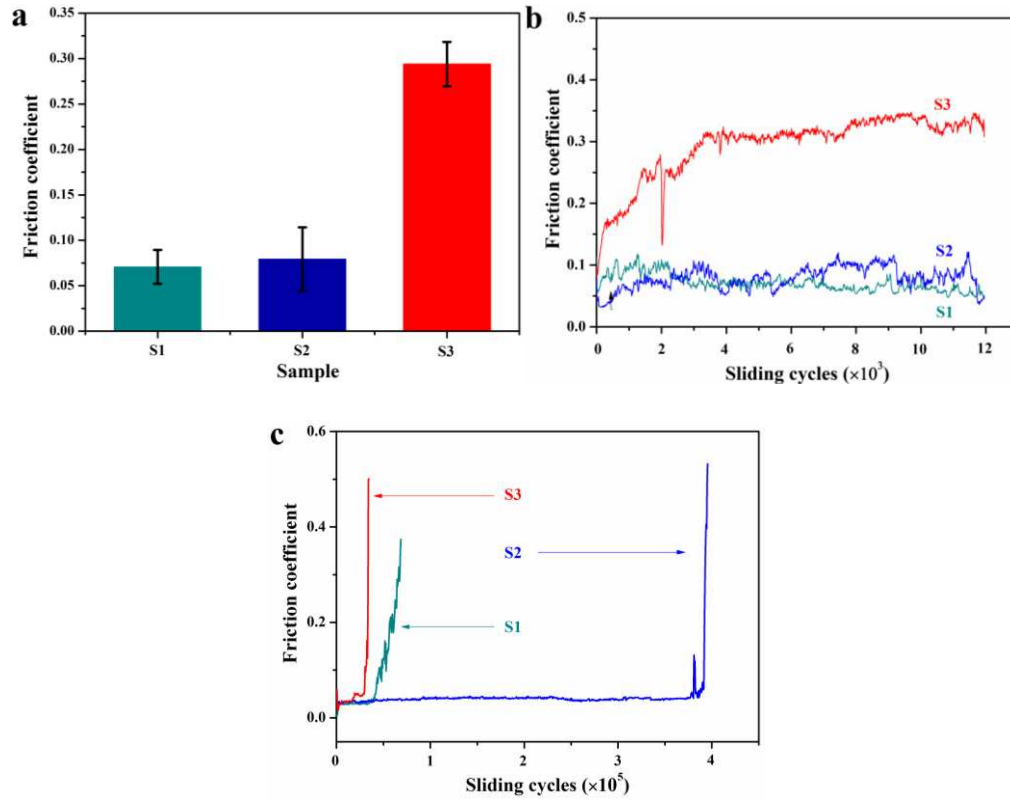 a
0.35
0.30
0.25
0.20
0.15
0.10
0.05
0.00
Friction coefficient
S1 S2 S3
Sample
b
0.5
0.4
0.3
0.2
0.1
0.0
Friction coefficient
S3
S2
S1
0 2 4 6 8 10 12
Sliding cycles (×10³)
c
0.6
0.4
0.2
0.0
Friction coefficient
S3
S2
S1
0 1 2 3 4
Sliding cycles (×10⁵)